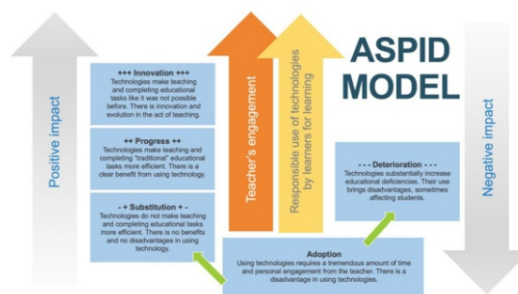 ASPID
MODEL
Positive impact
+++ Innovation +++
Technologies make teaching
and completing educational
tasks like it was not possible
before. There is innovation and
evolution in the act of teaching.
++ Progress ++
Technologies make teaching and
completing "traditional" educational
tasks more efficient. There is a
clear benefit from using technology.
- + Substitution + -
Technologies do not make teaching
and completing educational tasks
more efficient. There is no benefits
and no disadvantages in using
technology.
Teacher's engagement
Responsible use of technologies
by learners for learning
- - - Deterioration - - -
Technologies substantially increase
educational deficiencies. Their use
brings disadvantages, sometimes
affecting students.
Adoption
Using technologies requires a tremendous amount of time
and personal engagement from the teacher. There is a
disadvantage in using technologies.
Negative impact